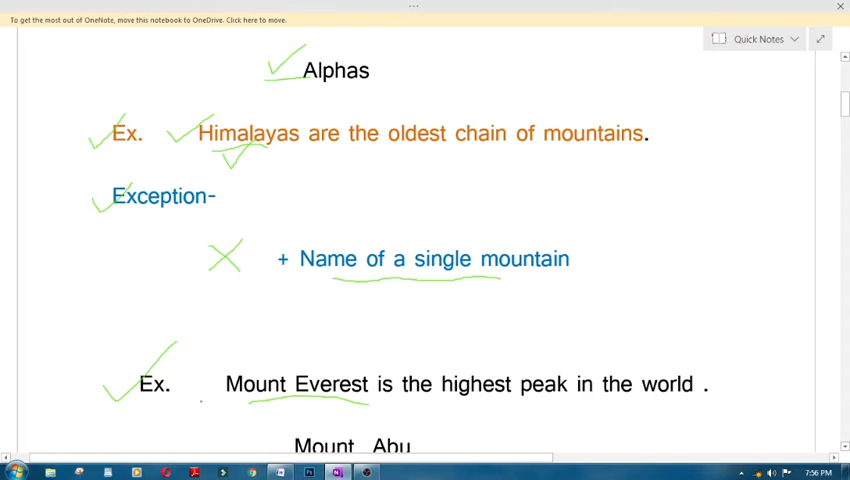 To get the most out of OneNote, move this notebook to OneDrive. Click here to move.
Quick Notes
Alphas
Ex. Himalayas are the oldest chain of mountains.
Exception-
+ Name of a single mountain
Ex. Mount Everest is the highest peak in the world .
Mount Abu
7:56 PM